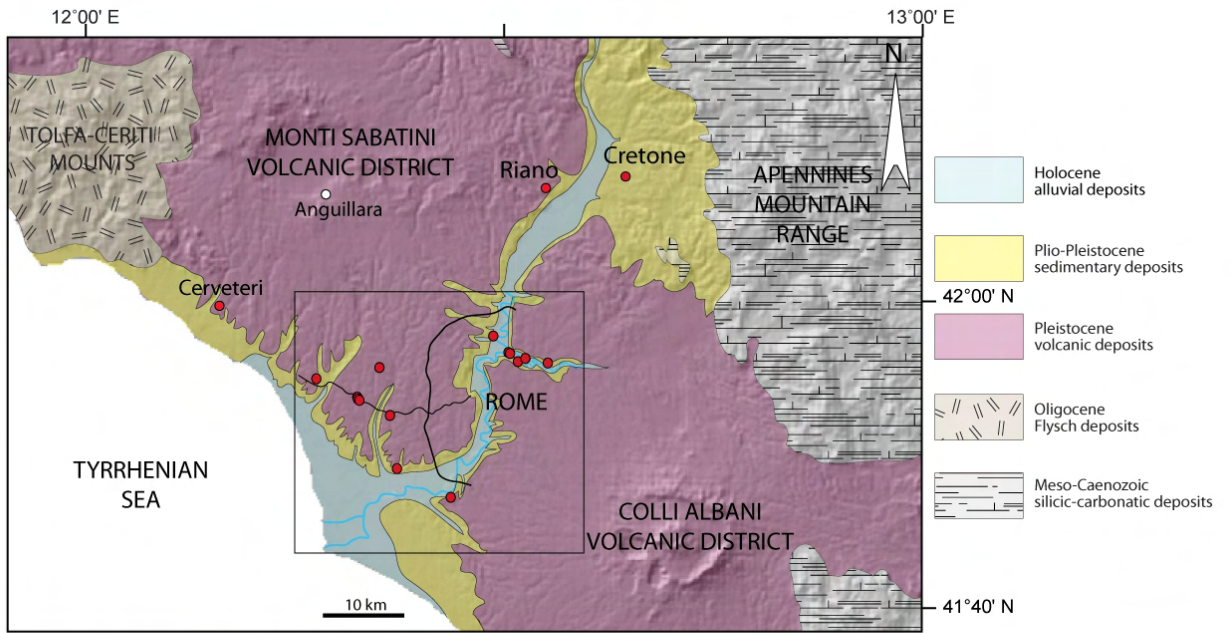 12°00' E
13°00' E
N
TOLFA-CERITI
MOUNTS
MONTI SABATINI
VOLCANIC DISTRICT
Anguillara
Riano
Cretone
APENNINES
MOUNTAIN
RANGE
Cerveteri
ROME
TYRRHENIAN
SEA
COLLI ALBANI
VOLCANIC DISTRICT
10 km
Holocene
alluvial deposits
Plio-Pleistocene
sedimentary deposits
42°00' N
Pleistocene
volcanic deposits
Oligocene
Flysch deposits
Meso-Caenozoic
silicic-carbonatic deposits
41°40' N